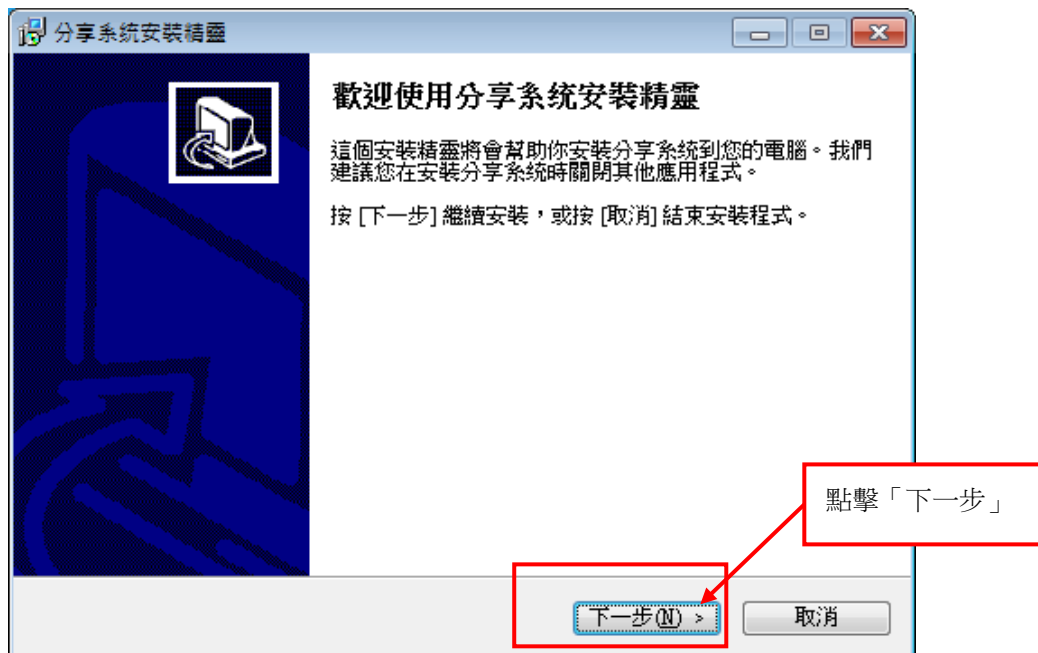 分享系统安裝精靈
歡迎使用分享系统安裝精靈
這個安裝精靈將會幫助你安裝分享系统到您的電腦。我們
建議您在安裝分享系统時關閉其他應用程式。
按 [下一步] 繼續安裝，或按 [取消] 結束安裝程式。
點擊「下一步」
下一步(N) >
取消